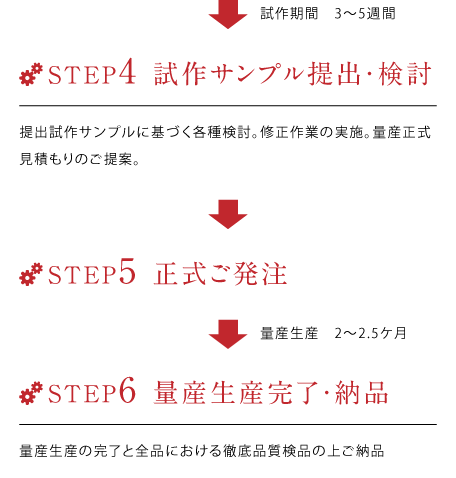 試作期間　3〜5週間
STEP4 試作サンプル提出・検討
提出試作サンプルに基づく各種検討。修正作業の実施。量産正式
見積もりのご提案。
STEP5 正式ご発注
量産生産　2〜2.5ケ月
STEP6 量産生産完了・納品
量産生産の完了と全品における徹底品質検品の上ご納品